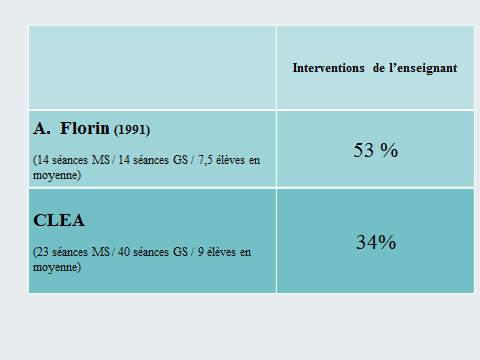 Interventions de l'enseignant
A. Florin (1991)
(14 séances MS / 14 séances GS / 7,5 élèves en
moyenne)
53 %
CLEA
(23 séances MS / 40 séances GS / 9 élèves en
moyenne)
34%